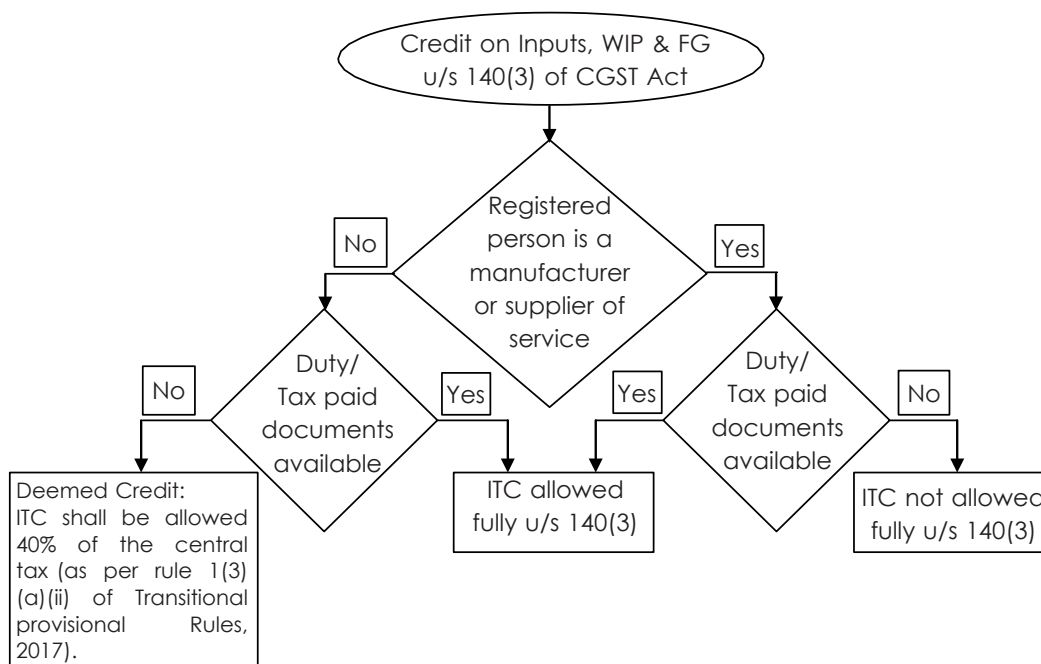 Credit on Inputs, WIP & FG
u/s 140(3) of CGST Act
Registered
person is a
manufacturer
or supplier of
service
No
Yes
Duty/
Tax paid
documents
available
No
Yes
Duty/
Tax paid
documents
available
Yes
No
Deemed Credit:
ITC shall be allowed
40% of the central
tax (as per rule 1(3)
(a)(ii) of Transitional
provisional Rules,
2017).
ITC allowed
fully u/s 140(3)
ITC not allowed
fully u/s 140(3)